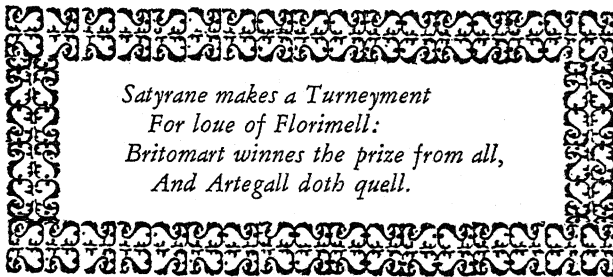 Satyrane makes a Turneyment
For loue of Florimell:
Britomart winnes the prize from all,
And Artegall doth quell.